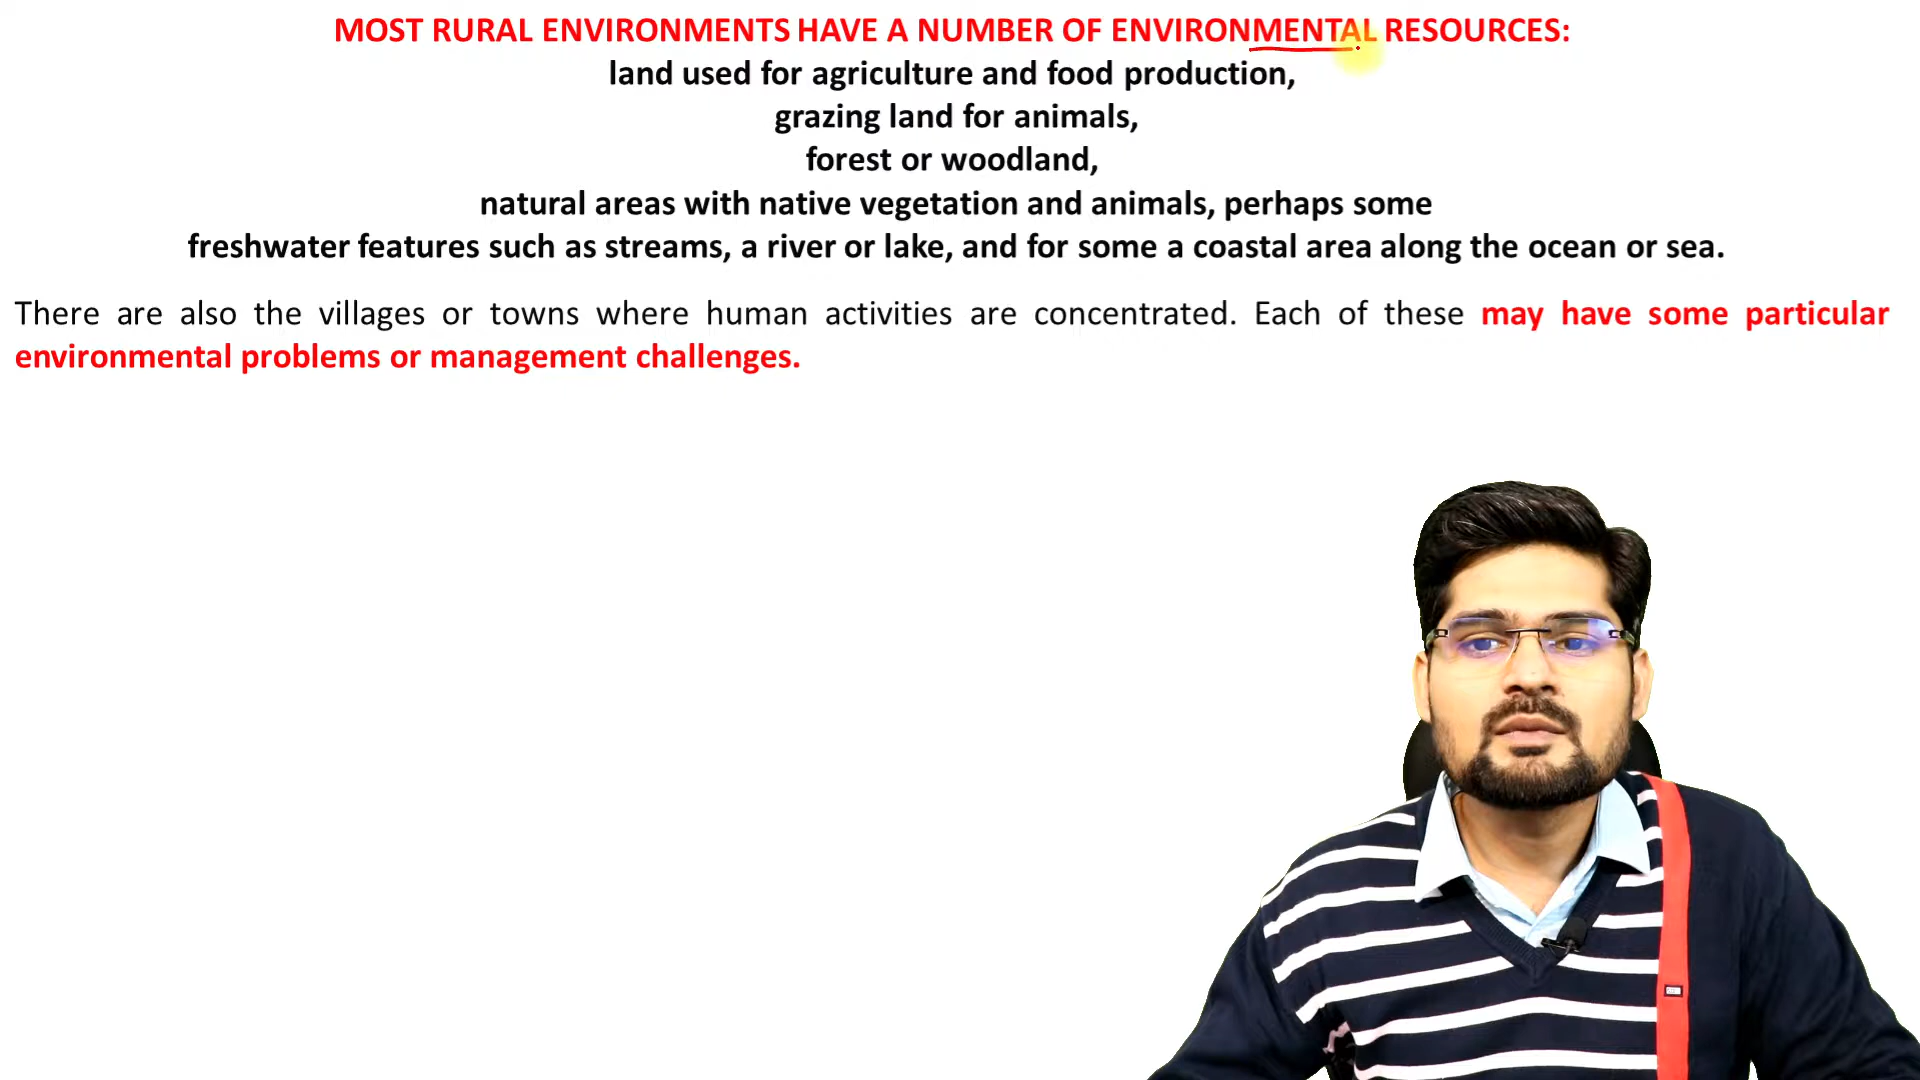 MOST RURAL ENVIRONMENTS HAVE A NUMBER OF ENVIRONMENTAL RESOURCES:
land used for agriculture and food production,
grazing land for animals,
forest or woodland,
natural areas with native vegetation and animals, perhaps some
freshwater features such as streams, a river or lake, and for some a coastal area along the ocean or sea.
There are also the villages or towns where human activities are concentrated. Each of these may have some particular
environmental problems or management challenges.